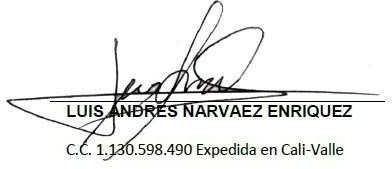 LUIS ANDRES NARVAEZ ENRIQUEZ
C.C. 1.130.598.490 Expedida en Cali-Valle